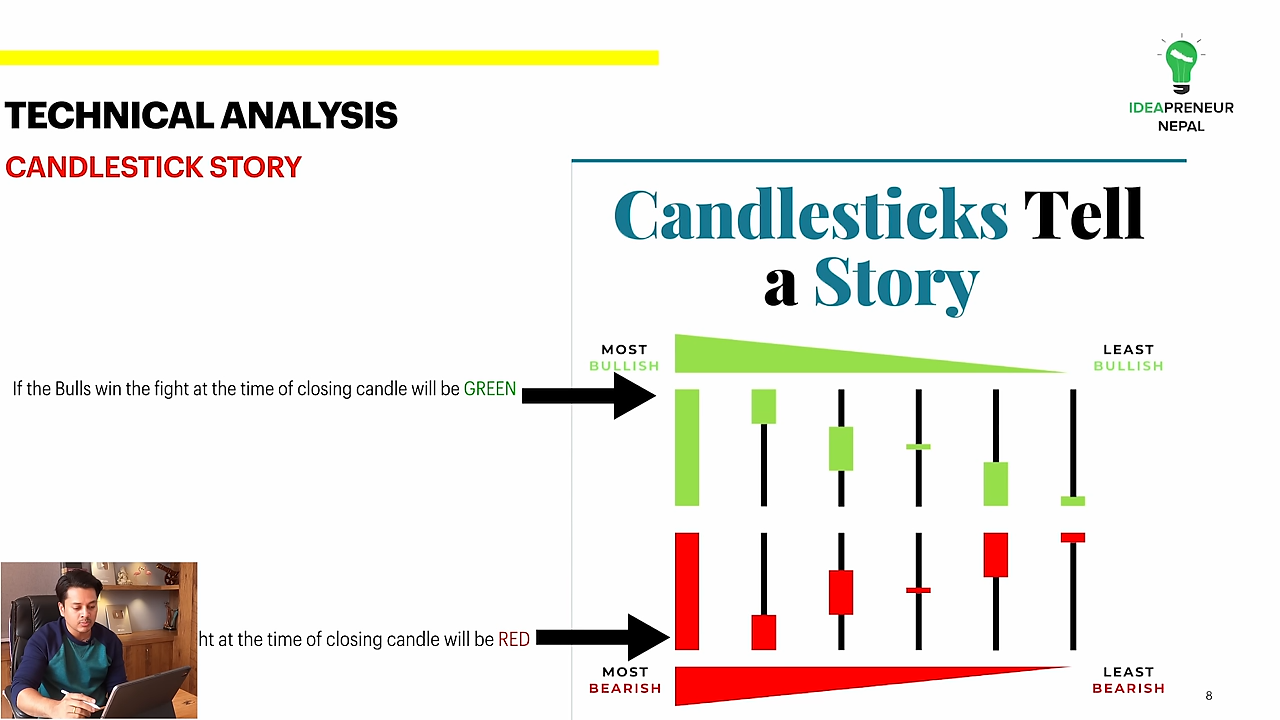 TECHNICAL ANALYSIS
CANDLESTICK STORY
IDEAPRENEUR
NEPAL
Candlesticks Tell
a Story
MOST
BULLISH
LEAST
BULLISH
If the Bulls win the fight at the time of closing candle will be GREEN
ht at the time of closing candle will be RED
MOST
BEARISH
LEAST
BEARISH
8